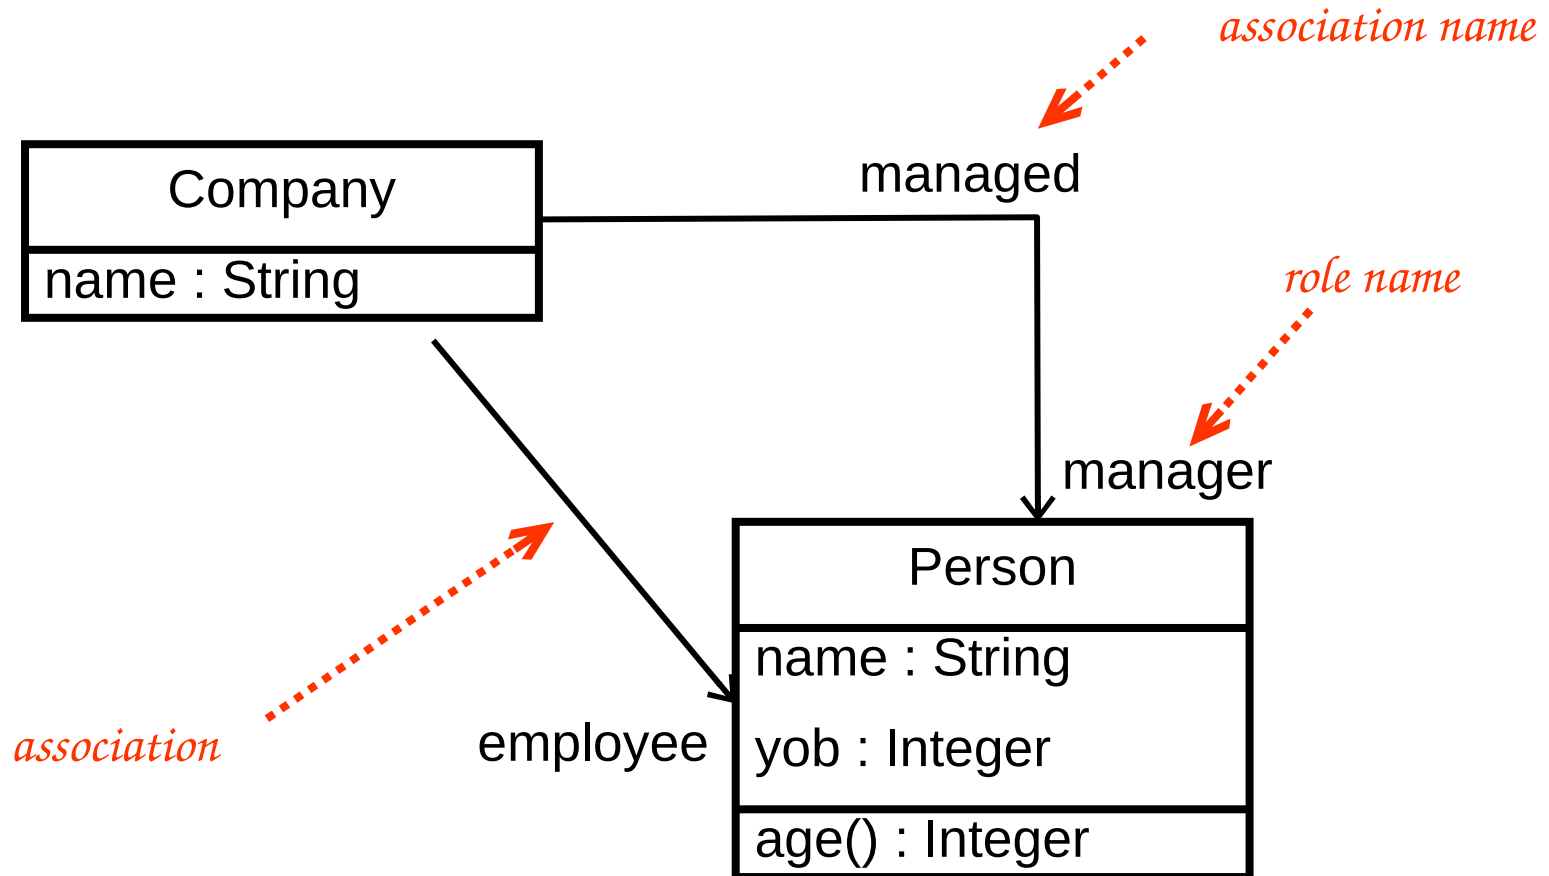 association name
managed
Company
name : String
role name
manager
Person
name : String
employee
yob : Integer
association
age() : Integer